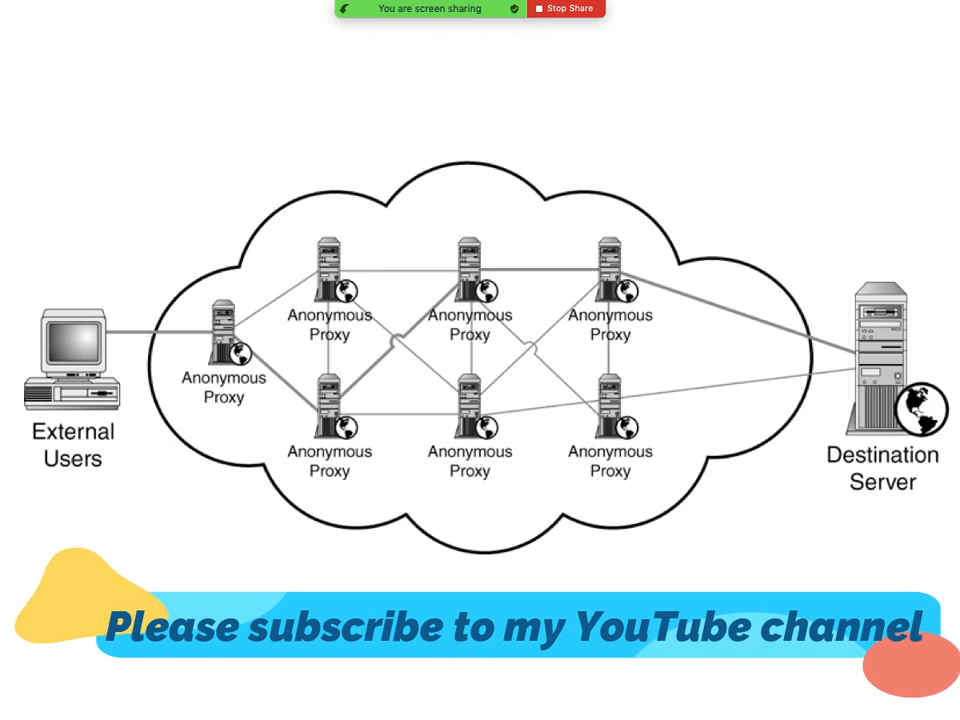 You are screen sharing
Stop Share
Anonymous
Proxy
Anonymous
Proxy
Anonymous
Proxy
Anonymous
Proxy
External
Users
Anonymous
Proxy
Anonymous
Proxy
Anonymous
Proxy
Destination
Server
Please subscribe to my YouTube channel